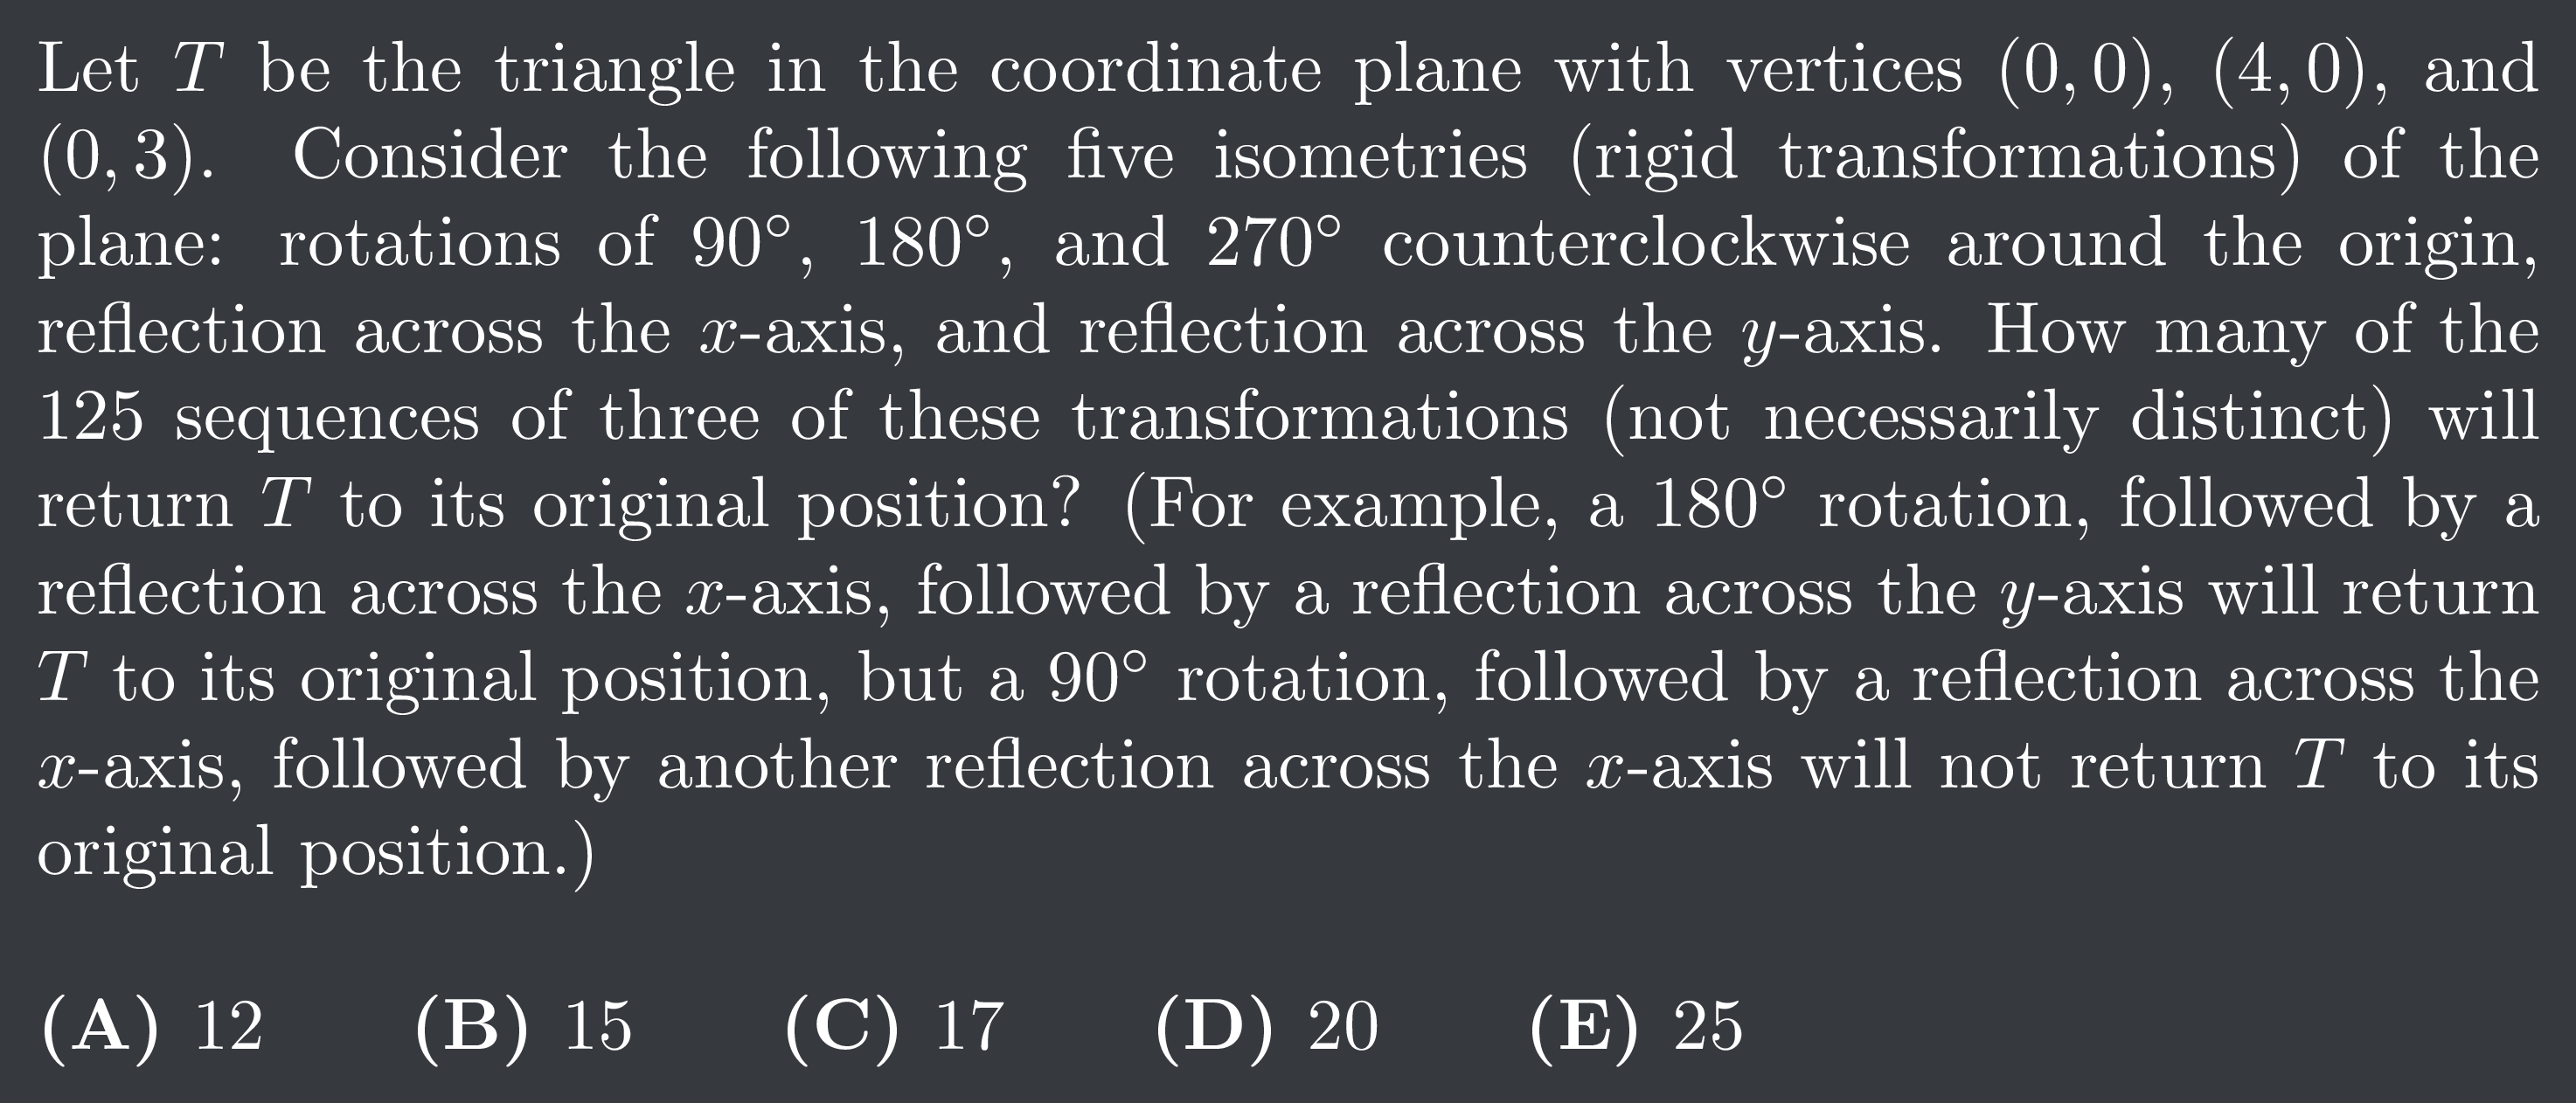 Let T be the triangle in the coordinate plane with vertices (0, 0), (4, 0), and
(0, 3). Consider the following five isometries (rigid transformations) of the
plane: rotations of 90°, 180°, and 270° counterclockwise around the origin,
reflection across the x-axis, and reflection across the y-axis. How many of the
125 sequences of three of these transformations (not necessarily distinct) will
return T to its original position? (For example, a 180° rotation, followed by a
reflection across the x-axis, followed by a reflection across the y-axis will return
T to its original position, but a 90° rotation, followed by a reflection across the
x-axis, followed by another reflection across the x-axis will not return T to its
original position.)
(A) 12 (B) 15 (C) 17 (D) 20 (E) 25